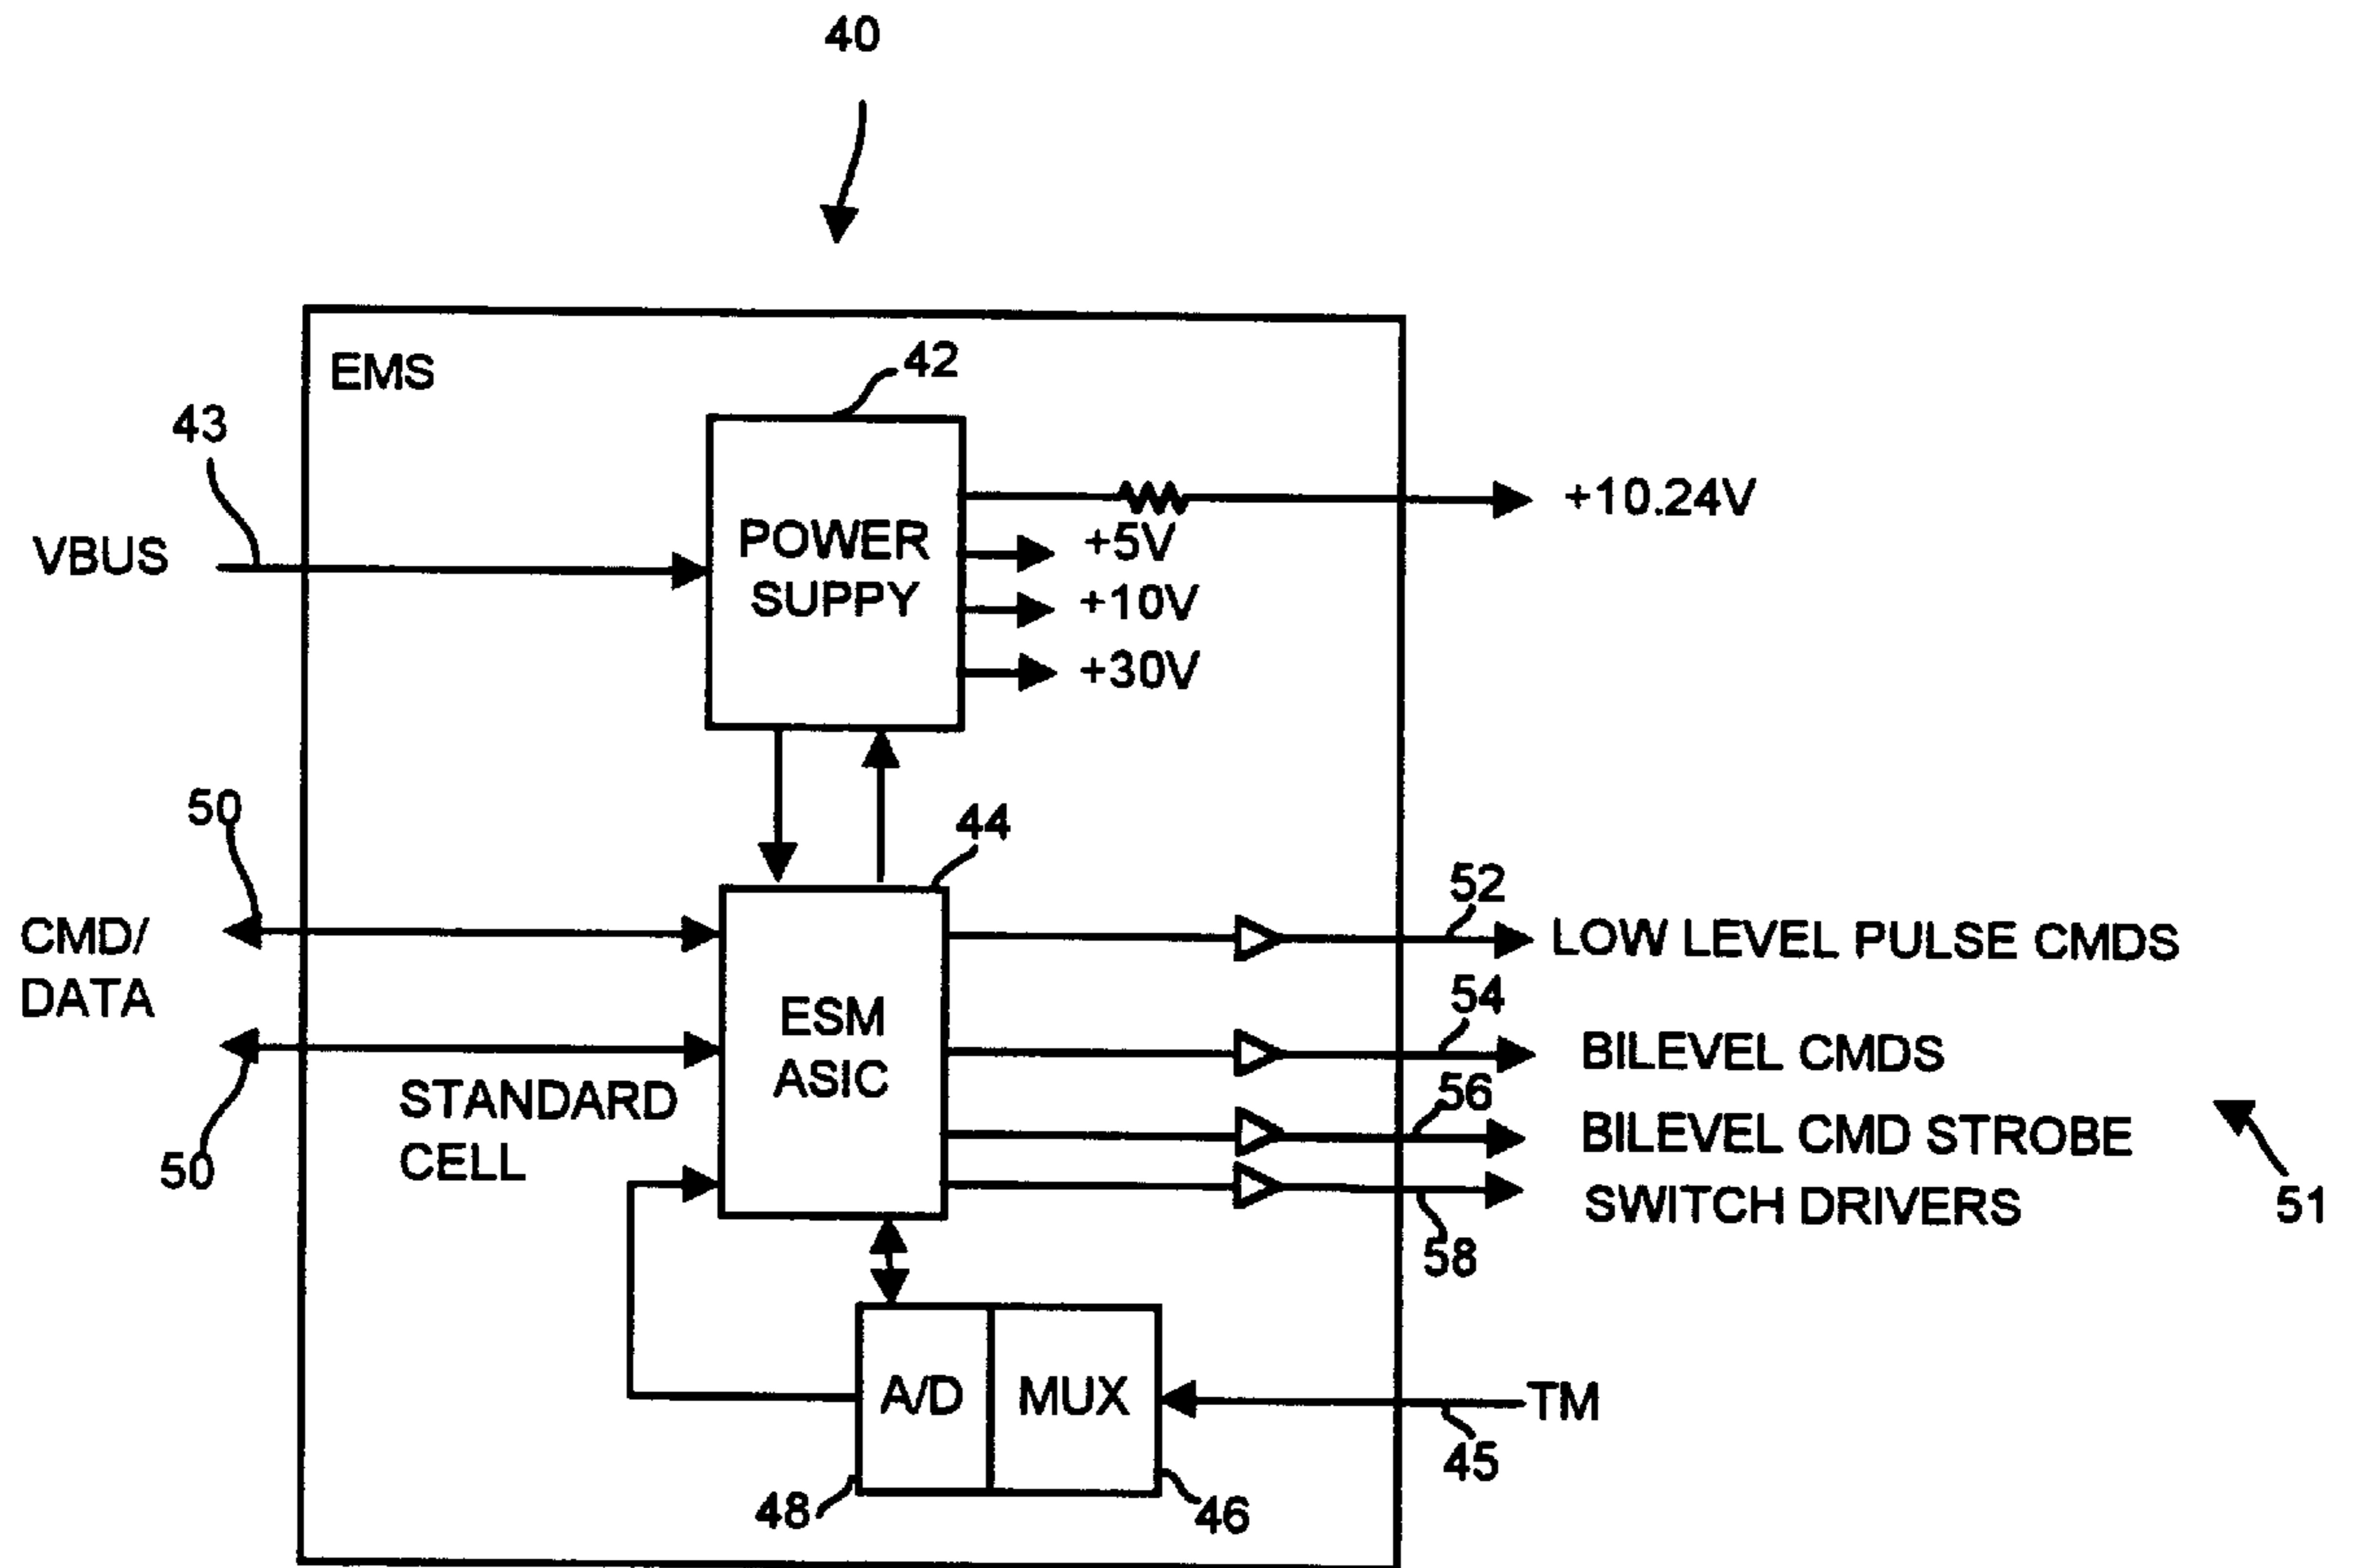 40
EMS
42
43
VBUS
POWER
SUPPY
+10.24V
+5V
+10V
+30V
50
44
CMD/
DATA
ESM
ASIC
52
LOW LEVEL PULSE CMDS
54
BILEVEL CMDS
STANDARD
CELL
50
56
BILEVEL CMD STROBE
SWITCH DRIVERS
51
58
A/D
MUX
TM
45
48
46